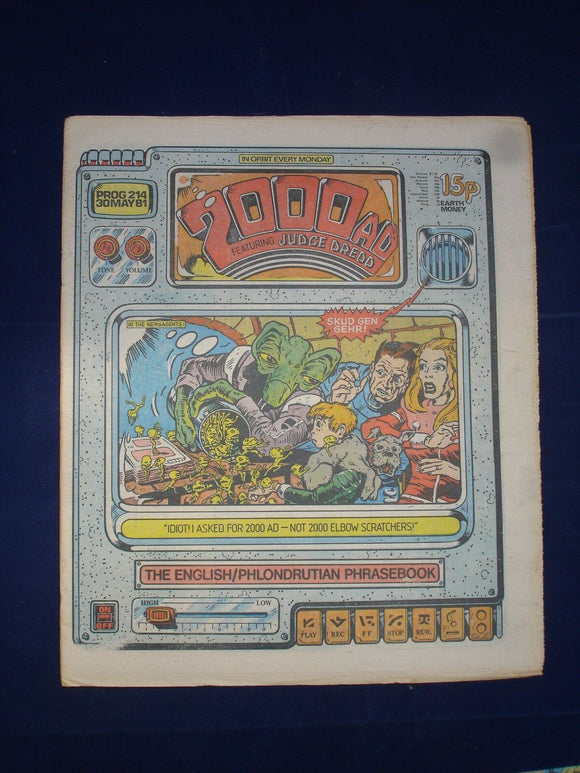 IN ORBIT EVERY MONDAY
PROG 214
30 MAY 81
2000 AD
FEATURING JUDGE DREDD
15p
EARTH
MONEY
TONE VOLUME
SKUD GEN
GEHR!
IN THE NEWSAGENTS!
"IDIOT! I ASKED FOR 2000 AD — NOT 2000 ELBOW SCRATCHERS!"
THE ENGLISH/PHLONDRUTIAN PHRASEBOOK
ON
OFF
HIGH LOW
PLAY REC FF STOP REW.